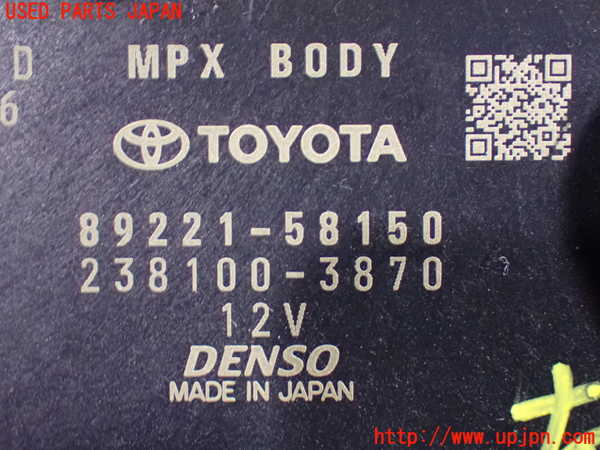 USED PARTS JAPAN
D MPX BODY
6
TOYOTA
89221-58150
238100-3870
12V
DENSO
MADE IN JAPAN
http://www.upjpn.com/